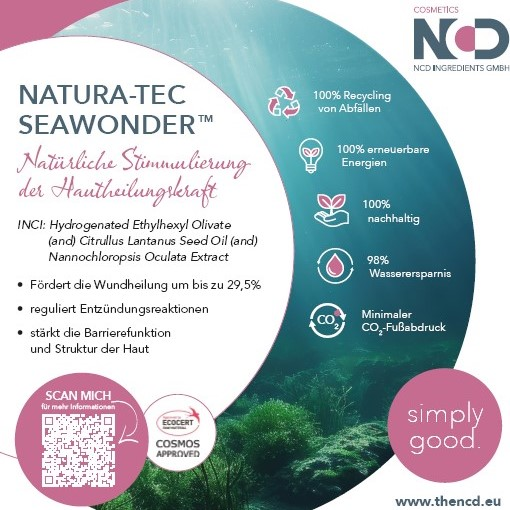 COSMETICS
NCD
NCD INGREDIENTS GMBH
NATURA-TEC
SEAWONDER™
Natürliche Stimmulierung
der Hautheilungskraft
INCI: Hydrogenated Ethylhexyl Olivate
(and) Citrullus Lantanus Seed Oil (and)
Nannochloropsis Oculata Extract
• Fördert die Wundheilung um bis zu 29,5%
• reguliert Entzündungsreaktionen
• stärkt die Barrierefunktion
und Struktur der Haut
100% Recycling
von Abfällen
100% erneuerbare
Energien
100%
nachhaltig
98%
Wasserersparnis
CO₂
Minimaler
CO₂-Fußabdruck
SCAN MICH
für mehr Informationen
ECOCERT
COSMOS
APPROVED
simply
good.
www.thencd.eu